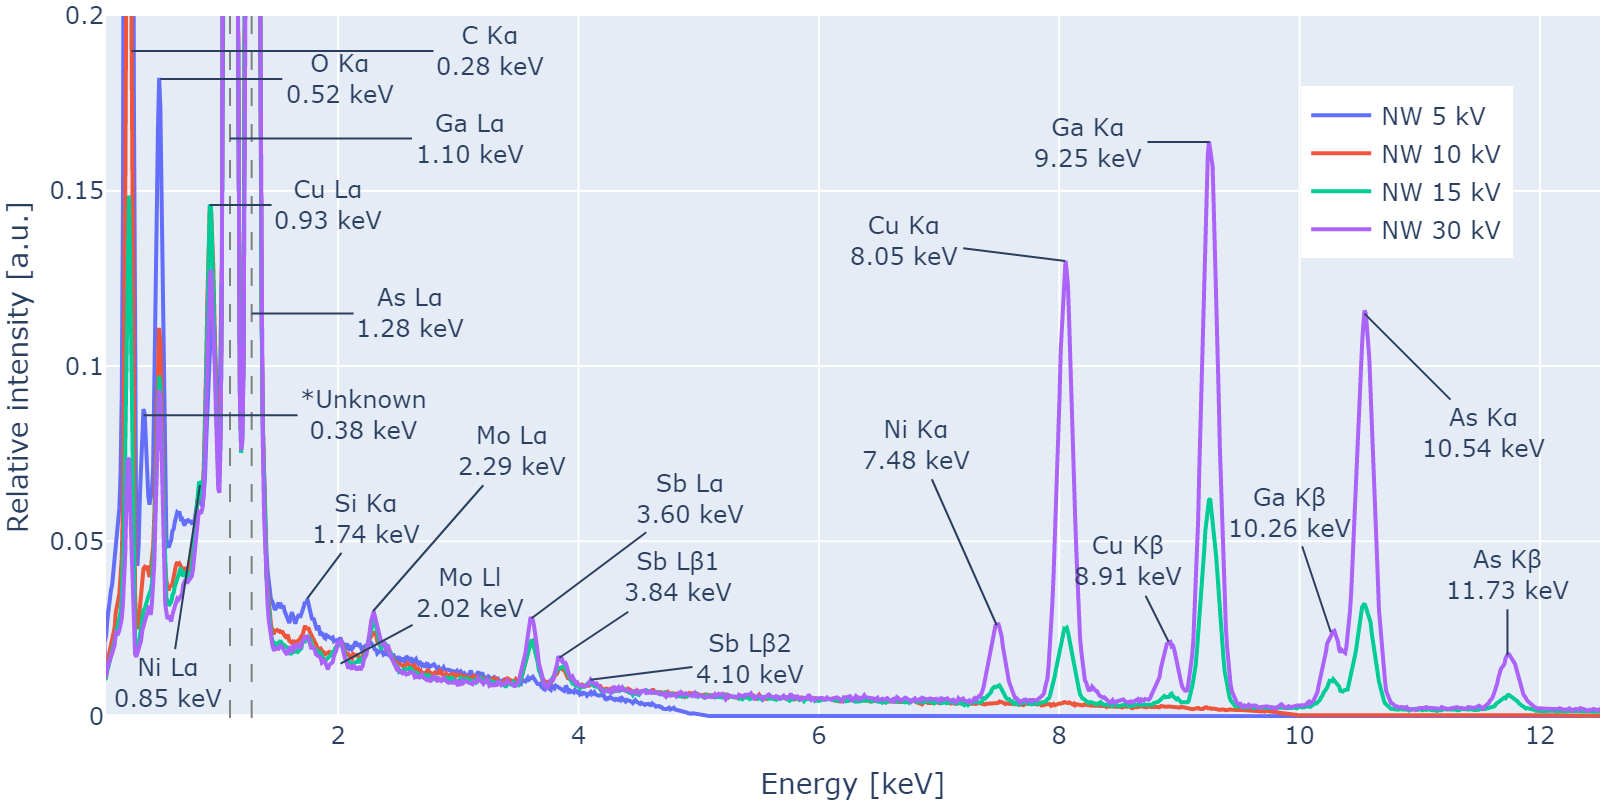 0.2
0.15
0.1
0.05
0
Relative intensity [a.u.]
C Kα
0.28 keV
O Kα
0.52 keV
Ga Lα
1.10 keV
Cu Lα
0.93 keV
As Lα
1.28 keV
*Unknown
0.38 keV
Mo Lα
2.29 keV
Si Kα
1.74 keV
Mo Ll
2.02 keV
Ni Lα
0.85 keV
Sb Lα
3.60 keV
Sb Lβ1
3.84 keV
Sb Lβ2
4.10 keV
Ni Kα
7.48 keV
Cu Kα
8.05 keV
Cu Kβ
8.91 keV
Ga Kα
9.25 keV
Ga Kβ
10.26 keV
As Kα
10.54 keV
As Kβ
11.73 keV
NW 5 kV
NW 10 kV
NW 15 kV
NW 30 kV
2
4
6
8
10
12
Energy [keV]